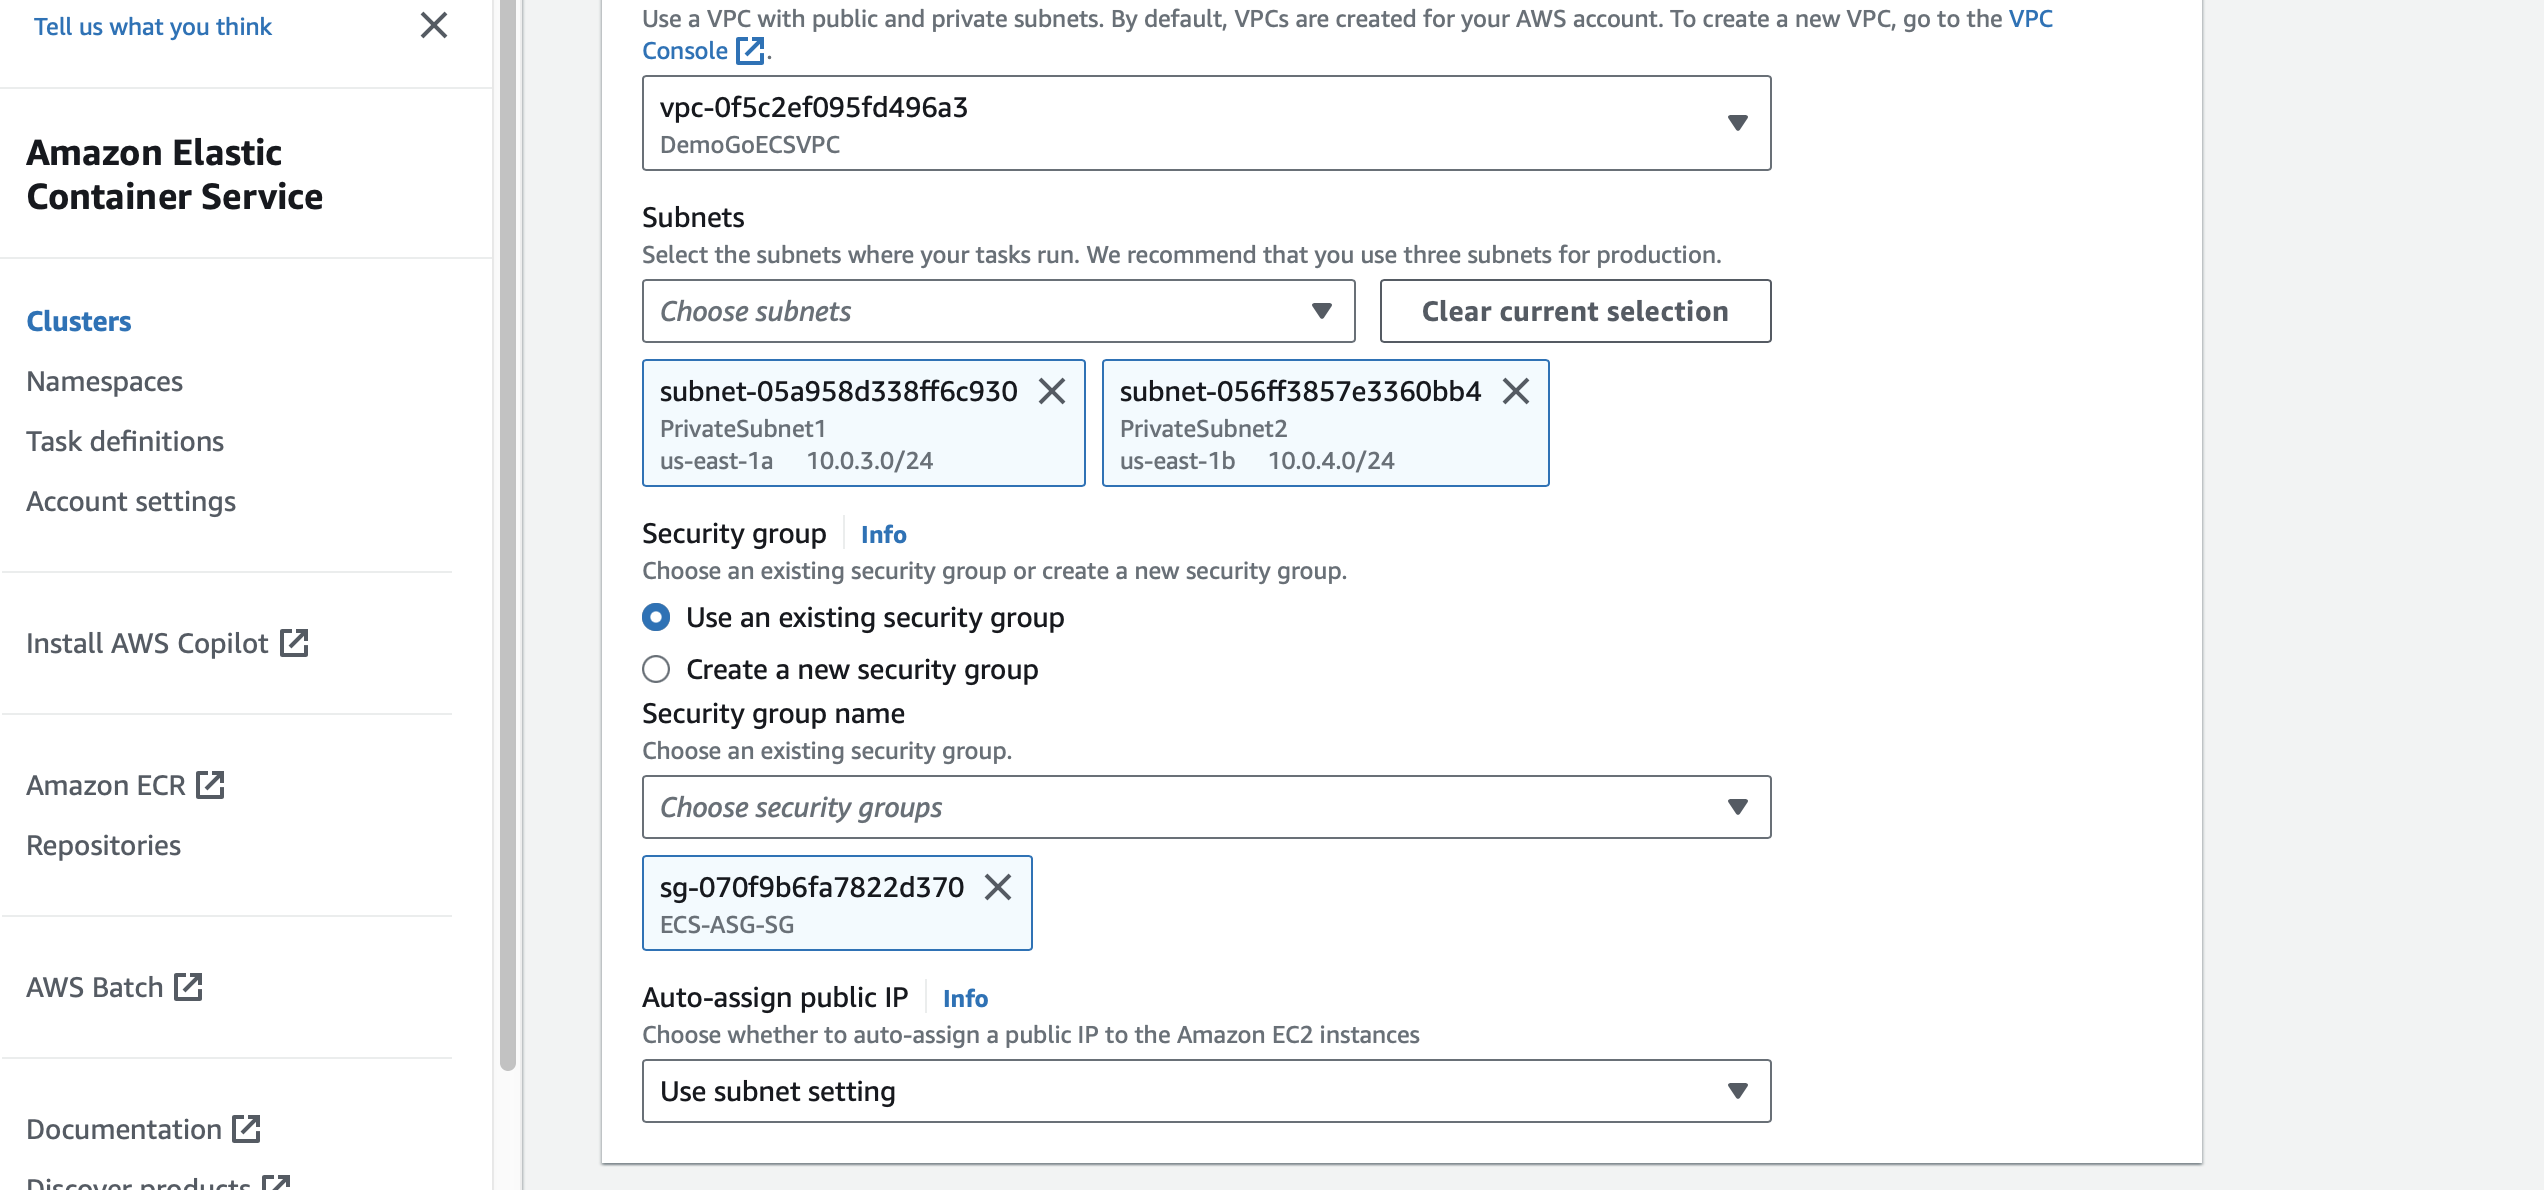 Tell us what you think
Amazon Elastic
Container Service
Clusters
Namespaces
Task definitions
Account settings
Install AWS Copilot
Amazon ECR
Repositories
AWS Batch
Documentation
Discover products
Use a VPC with public and private subnets. By default, VPCs are created for your AWS account. To create a new VPC, go to the VPC
Console.
vpc-0f5c2ef095fd496a3
DemoGoECSVPC
Subnets
Select the subnets where your tasks run. We recommend that you use three subnets for production.
Choose subnets
Clear current selection
subnet-05a958d338ff6c930
PrivateSubnet1
us-east-1a 10.0.3.0/24
subnet-056ff3857e3360bb4
PrivateSubnet2
us-east-1b 10.0.4.0/24
Security group Info
Choose an existing security group or create a new security group.
Use an existing security group
Create a new security group
Security group name
Choose an existing security group.
Choose security groups
sg-070f9b6fa7822d370
ECS-ASG-SG
Auto-assign public IP Info
Choose whether to auto-assign a public IP to the Amazon EC2 instances
Use subnet setting